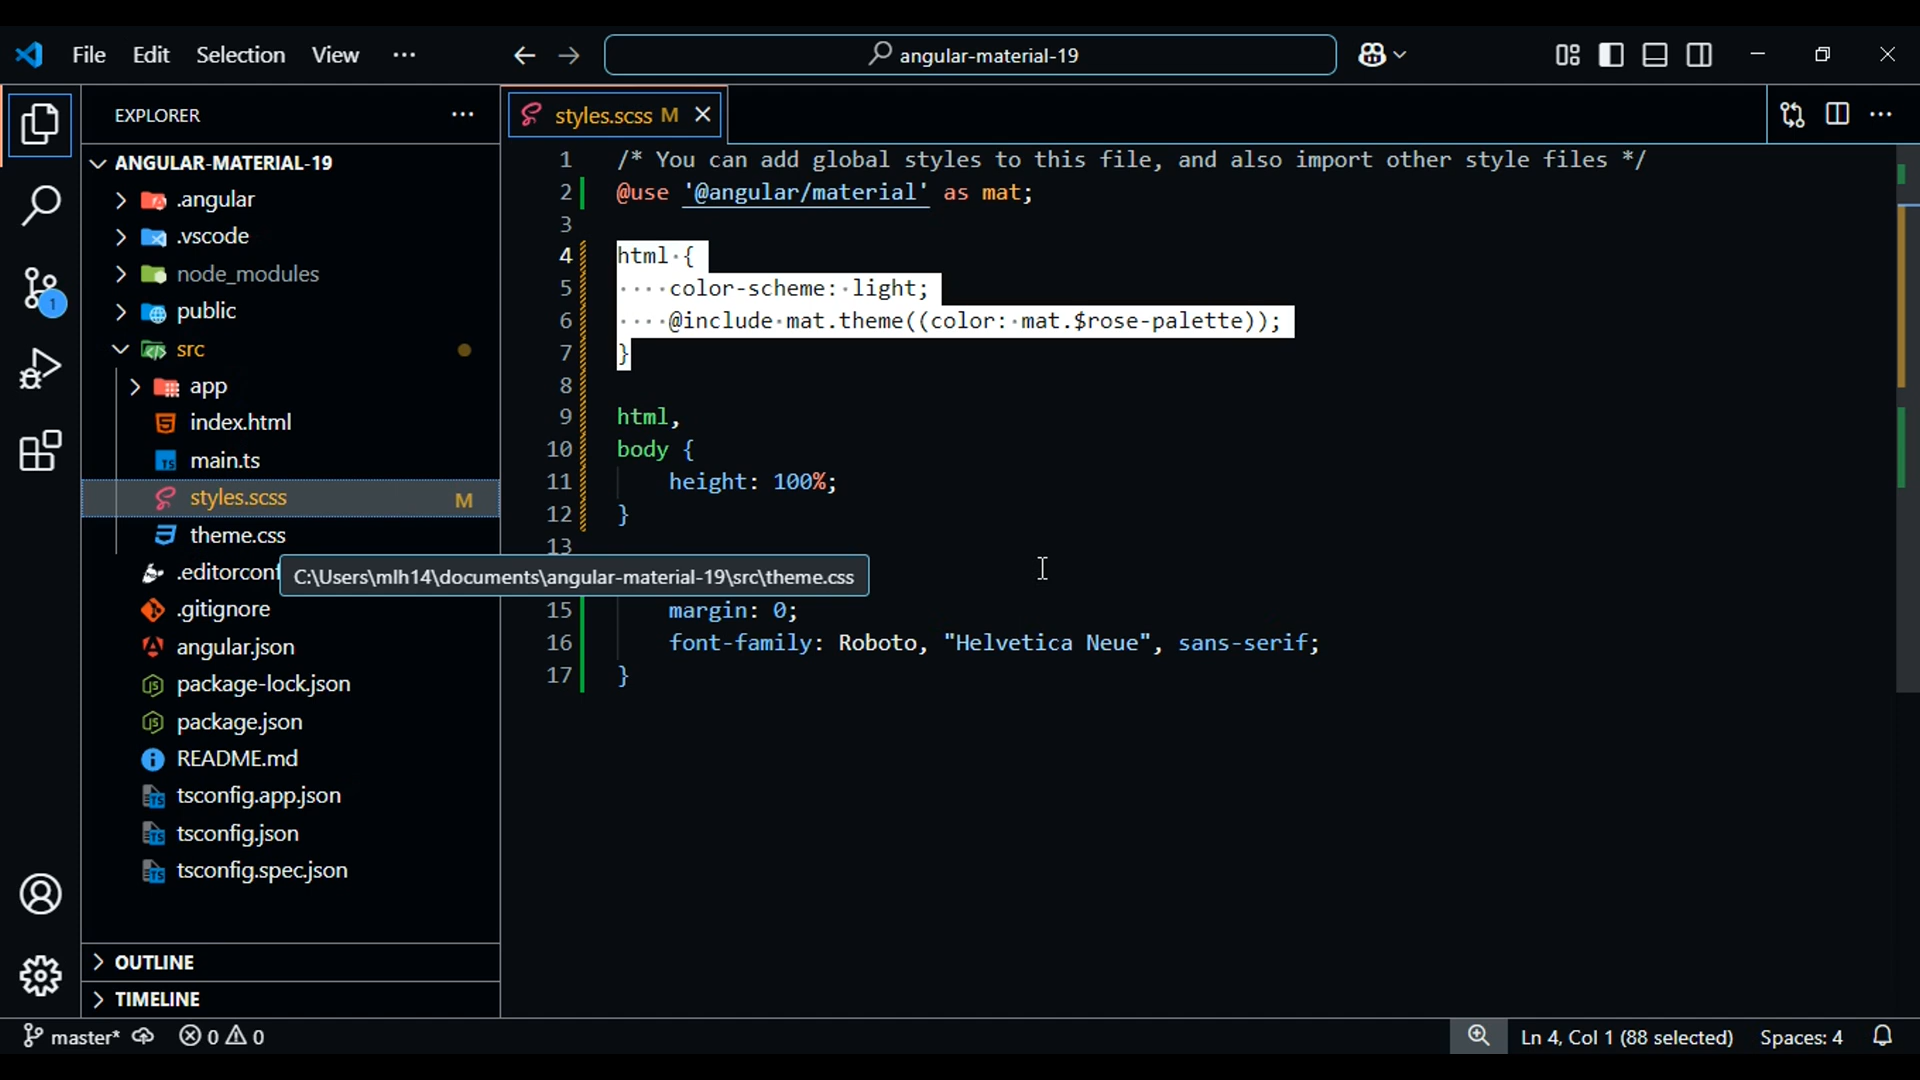 File Edit Selection View ···
angular-material-19
EXPLORER ···
styles.scss M
ANGULAR-MATERIAL-19
.angular
.vscode
node_modules
public
src
app
index.html
main.ts
styles.scss M
theme.css
.editorconf
.gitignore
angular.json
package-lock.json
package.json
README.md
tsconfig.app.json
tsconfig.json
tsconfig.spec.json
OUTLINE
TIMELINE
1
1 /* You can add global styles to this file, and also import other style files */
2 @use '@angular/material' as mat;
3
4 html·{
5 ····color-scheme:·light;
6 ····@include·mat.theme((color:·mat.$rose-palette));
7 }
8
9 html,
10 body {
11 height: 100%;
12 }
13
C:\Users\mlh14\documents\angular-material-19\src\theme.css
15 margin: 0;
16 font-family: Roboto, "Helvetica Neue", sans-serif;
17 }
master* 0 0 Ln 4, Col 1 (88 selected) Spaces: 4